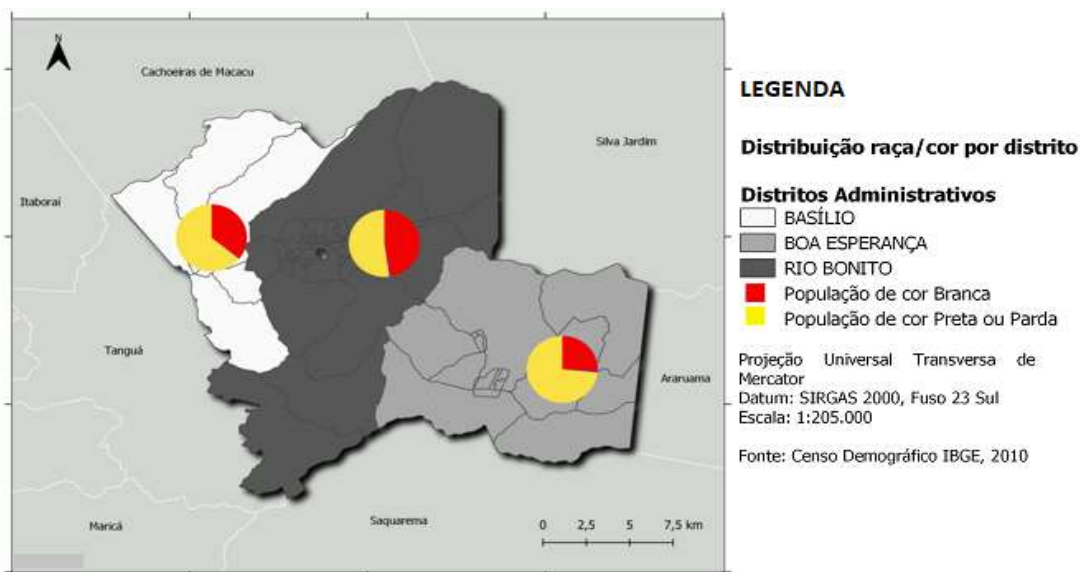 N
Cachoeiras de Macacu
Silva Jardim
Itaboraí
Tanguá
Araruama
Maricá
Saquarema
0 2,5 5 7,5 km
LEGENDA
Distribuição raça/cor por distrito
Distritos Administrativos
BASÍLIO
BOA ESPERANÇA
RIO BONITO
População de cor Branca
População de cor Preta ou Parda
Projeção Universal Transversa de
Mercator
Datum: SIRGAS 2000, Fuso 23 Sul
Escala: 1:205.000
Fonte: Censo Demográfico IBGE, 2010